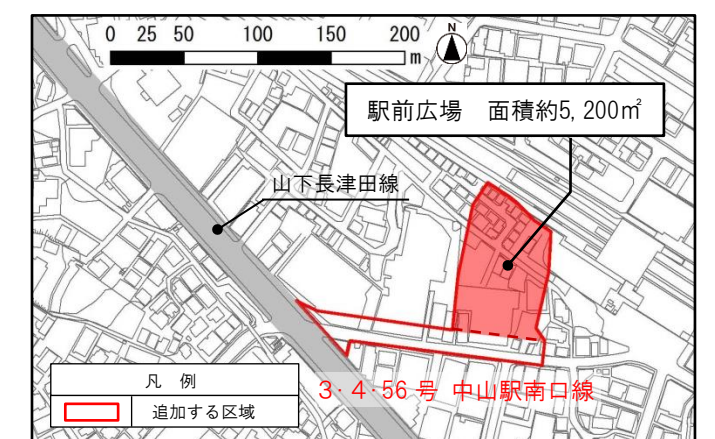 0 25 50 100 150 200
m
N
駅前広場　面積約5,200㎡
山下長津田線
凡　例
追加する区域
3・4・56 号 中山駅南口線